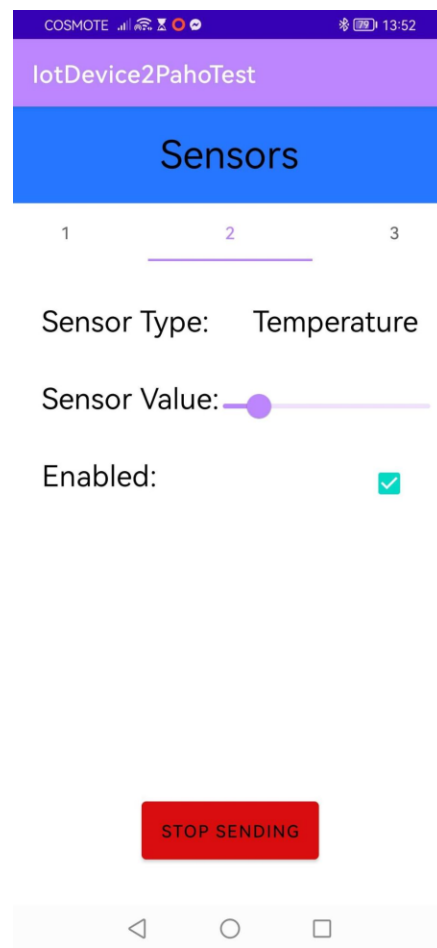 COSMOTE 79 13:52
IotDevice2PahoTest
Sensors
1 2 3
Sensor Type: Temperature
Sensor Value:
Enabled:
STOP SENDING